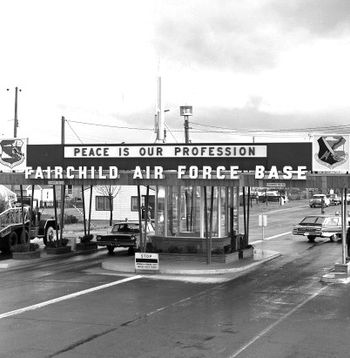 PEACE IS OUR PROFESSION
FAIRCHILD AIR FORCE BASE
STOP